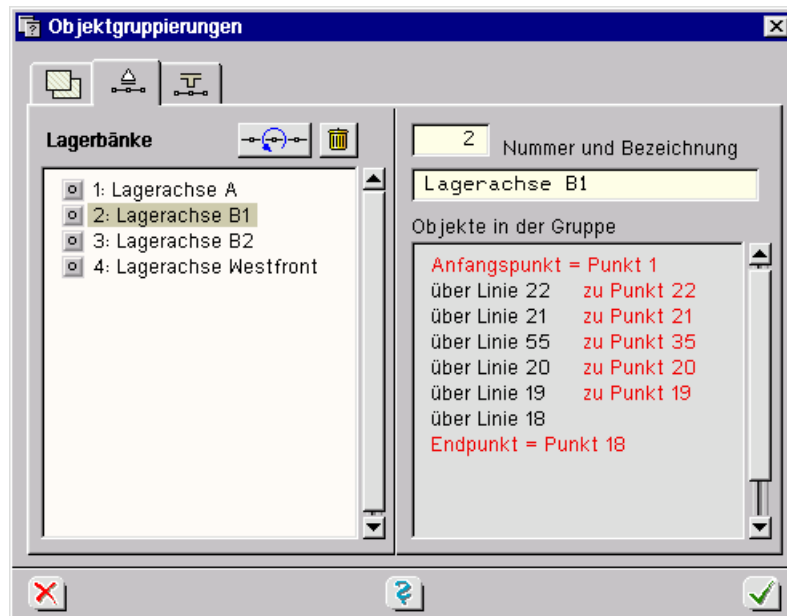 Objektgruppierungen
Lagerbänke
1: Lagerachse A
2: Lagerachse B1
3: Lagerachse B2
4: Lagerachse Westfront
2 Nummer und Bezeichnung
Lagerachse B1
Objekte in der Gruppe
Anfangspunkt = Punkt 1
über Linie 22 zu Punkt 22
über Linie 21 zu Punkt 21
über Linie 55 zu Punkt 35
über Linie 20 zu Punkt 20
über Linie 19 zu Punkt 19
über Linie 18
Endpunkt = Punkt 18